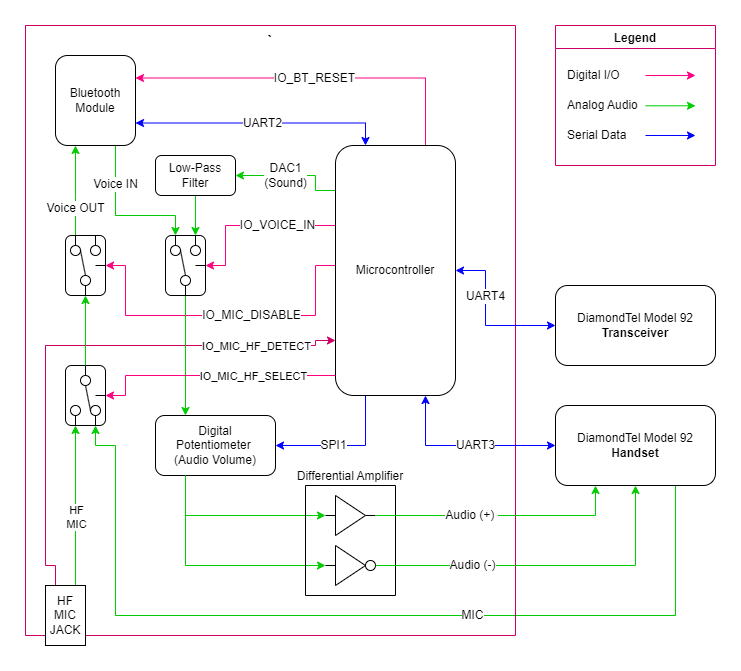 `
Legend
Digital I/O
Analog Audio
Serial Data
Bluetooth
Module
IO_BT_RESET
UART2
Low-Pass
Filter
DAC1
(Sound)
Voice IN
Voice OUT
IO_VOICE_IN
Microcontroller
UART4
DiamondTel Model 92
Transceiver
IO_MIC_DISABLE
IO_MIC_HF_DETECT
IO_MIC_HF_SELECT
Digital
Potentiometer
(Audio Volume)
SPI1
UART3
DiamondTel Model 92
Handset
Differential Amplifier
HF
MIC
Audio (+)
Audio (-)
HF
MIC
JACK
MIC